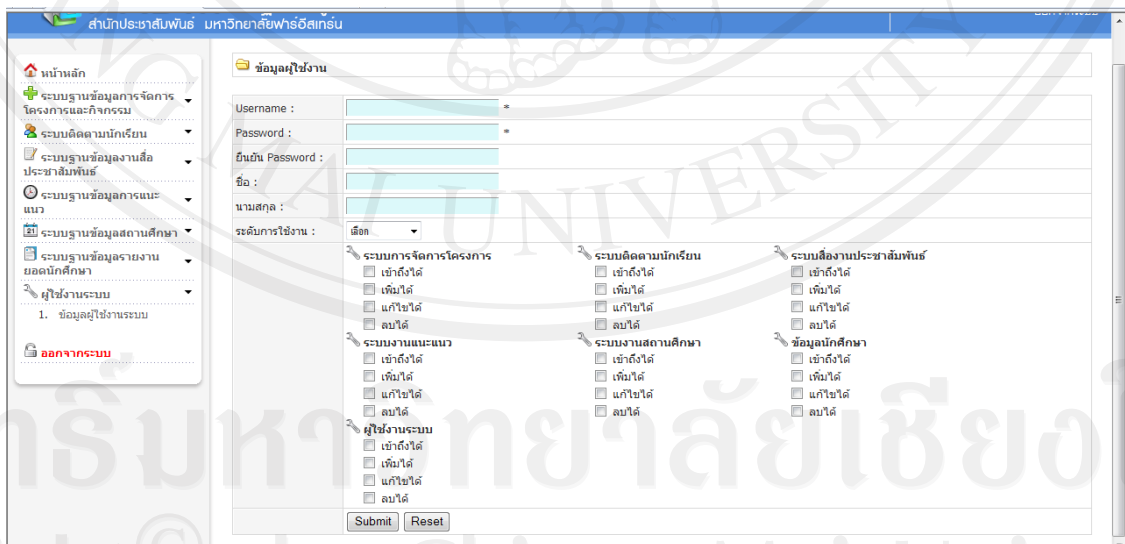 สำนักประชาสัมพันธ์ มหาวิทยาลัยฟาร์อีสเทอร์น
ออกจากระบบ
หน้าหลัก
ระบบฐานข้อมูลการจัดการ
โครงการและกิจกรรม
ระบบติดตามนักเรียน
ระบบฐานข้อมูลงานสื่อ
ประชาสัมพันธ์
ระบบฐานข้อมูลการแนะ
แนว
ระบบฐานข้อมูลสถานศึกษา
ระบบฐานข้อมูลรายงาน
ยอดนักศึกษา
ผู้ใช้งานระบบ
1. ข้อมูลผู้ใช้งานระบบ
ออกจากระบบ
ข้อมูลผู้ใช้งาน
Username : *
Password : *
ยืนยัน Password :
ชื่อ :
นามสกุล :
ระดับการใช้งาน : เลือก
ระบบการจัดการโครงการ ระบบติดตามนักเรียน ระบบสื่องานประชาสัมพันธ์
เข้าถึงได้ เข้าถึงได้ เข้าถึงได้
เพิ่มได้ เพิ่มได้ เพิ่มได้
แก้ไขได้ แก้ไขได้ แก้ไขได้
ลบได้ ลบได้ ลบได้
ระบบงานแนะแนว ระบบงานสถานศึกษา ข้อมูลนักศึกษา
เข้าถึงได้ เข้าถึงได้ เข้าถึงได้
เพิ่มได้ เพิ่มได้ เพิ่มได้
แก้ไขได้ แก้ไขได้ แก้ไขได้
ลบได้ ลบได้ ลบได้
ผู้ใช้งานระบบ
เข้าถึงได้
เพิ่มได้
แก้ไขได้
ลบได้
Submit Reset